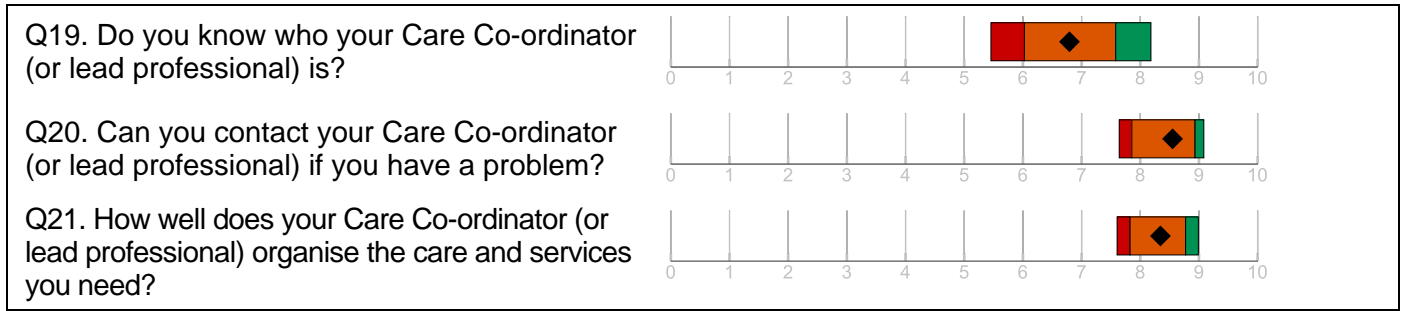 Q19. Do you know who your Care Co-ordinator
(or lead professional) is?
0 1 2 3 4 5 6 7 8 9 10
Q20. Can you contact your Care Co-ordinator
(or lead professional) if you have a problem?
0 1 2 3 4 5 6 7 8 9 10
Q21. How well does your Care Co-ordinator (or
lead professional) organise the care and services
you need?
0 1 2 3 4 5 6 7 8 9 10